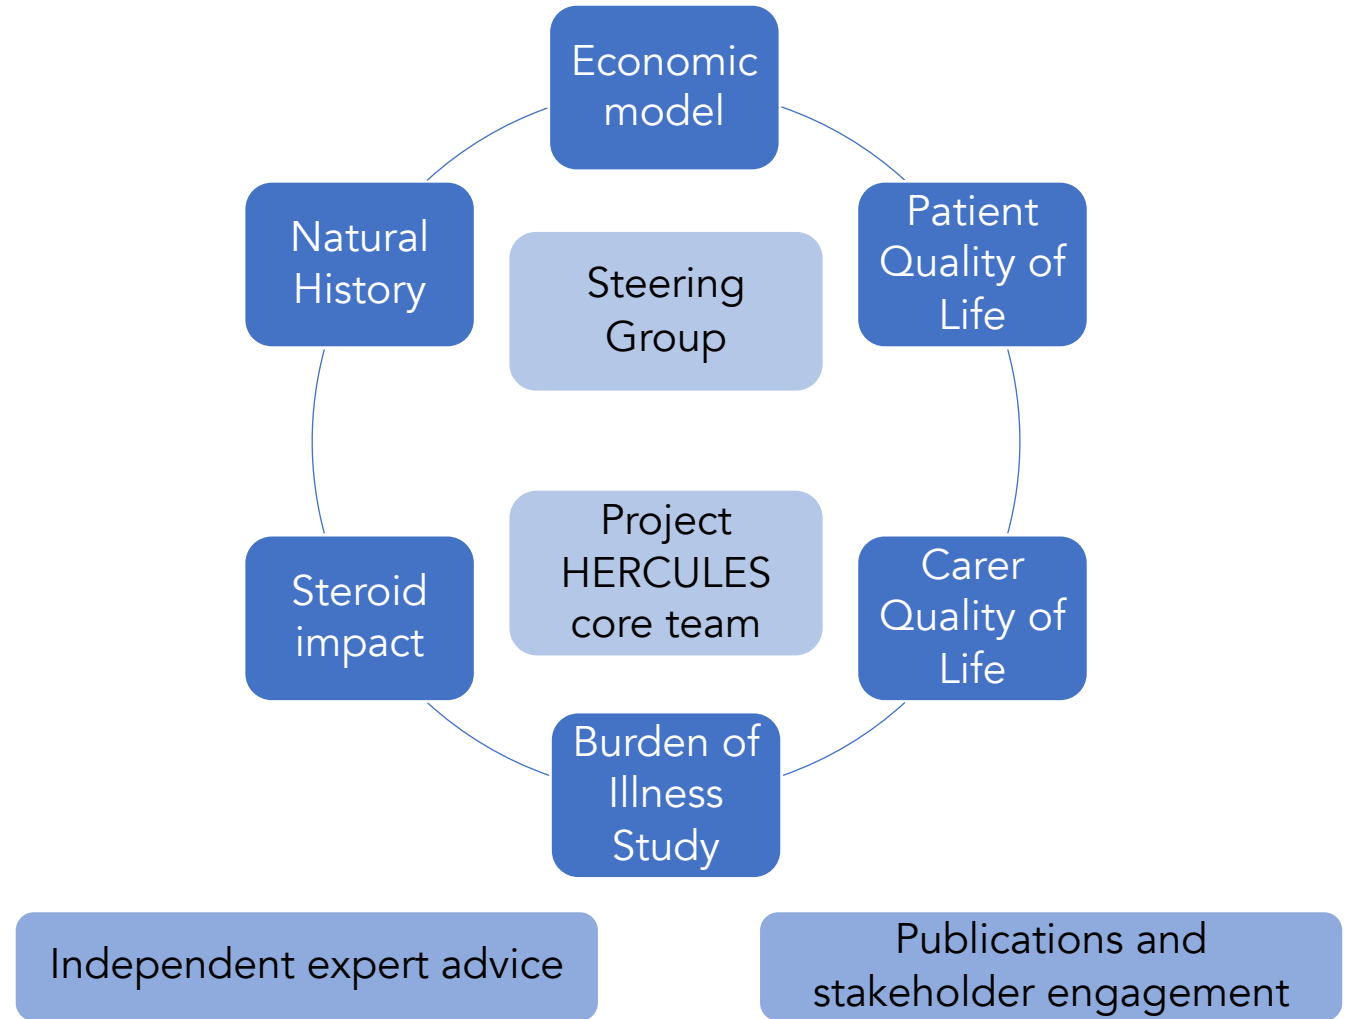 Economic
model
Natural
History
Patient
Quality of
Life
Steering
Group
Project
HERCULES
core team
Steroid
impact
Carer
Quality of
Life
Burden of
Illness
Study
Independent expert advice
Publications and
stakeholder engagement